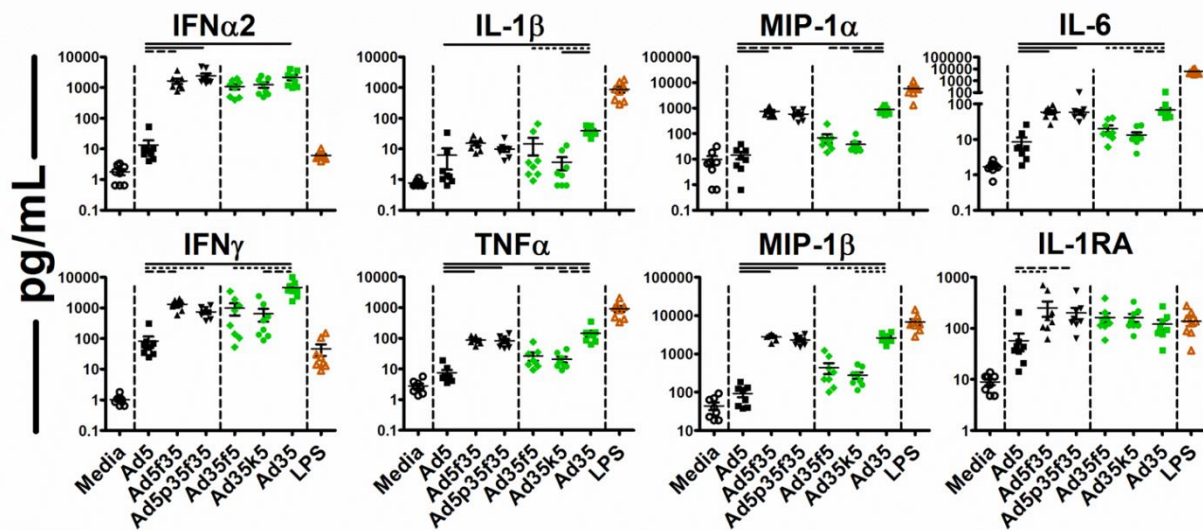 IFNα2 IL-1β MIP-1α IL-6
10000 10000 100000 100000
1000 1000 10000 10000
100 100 1000 1000
10 10 100 100
1 1 10 10
0.1 0.1 1 1
0.1 0.1
pg/mL
IFNγ TNFα MIP-1β IL-1RA
100000 10000 100000 1000
10000 1000 10000 100
1000 100 1000 10
100 10 100 1
10 1 10
1 0.1
0.1
Media Ad5 Ad5f35 Ad5p35f35 Ad35f5 Ad35k5 Ad35 LPS
Media Ad5 Ad5f35 Ad5p35f35 Ad35f5 Ad35k5 Ad35 LPS
Media Ad5 Ad5f35 Ad5p35f35 Ad35f5 Ad35k5 Ad35 LPS
Media Ad5 Ad5f35 Ad5p35f35 Ad35f5 Ad35k5 Ad35 LPS